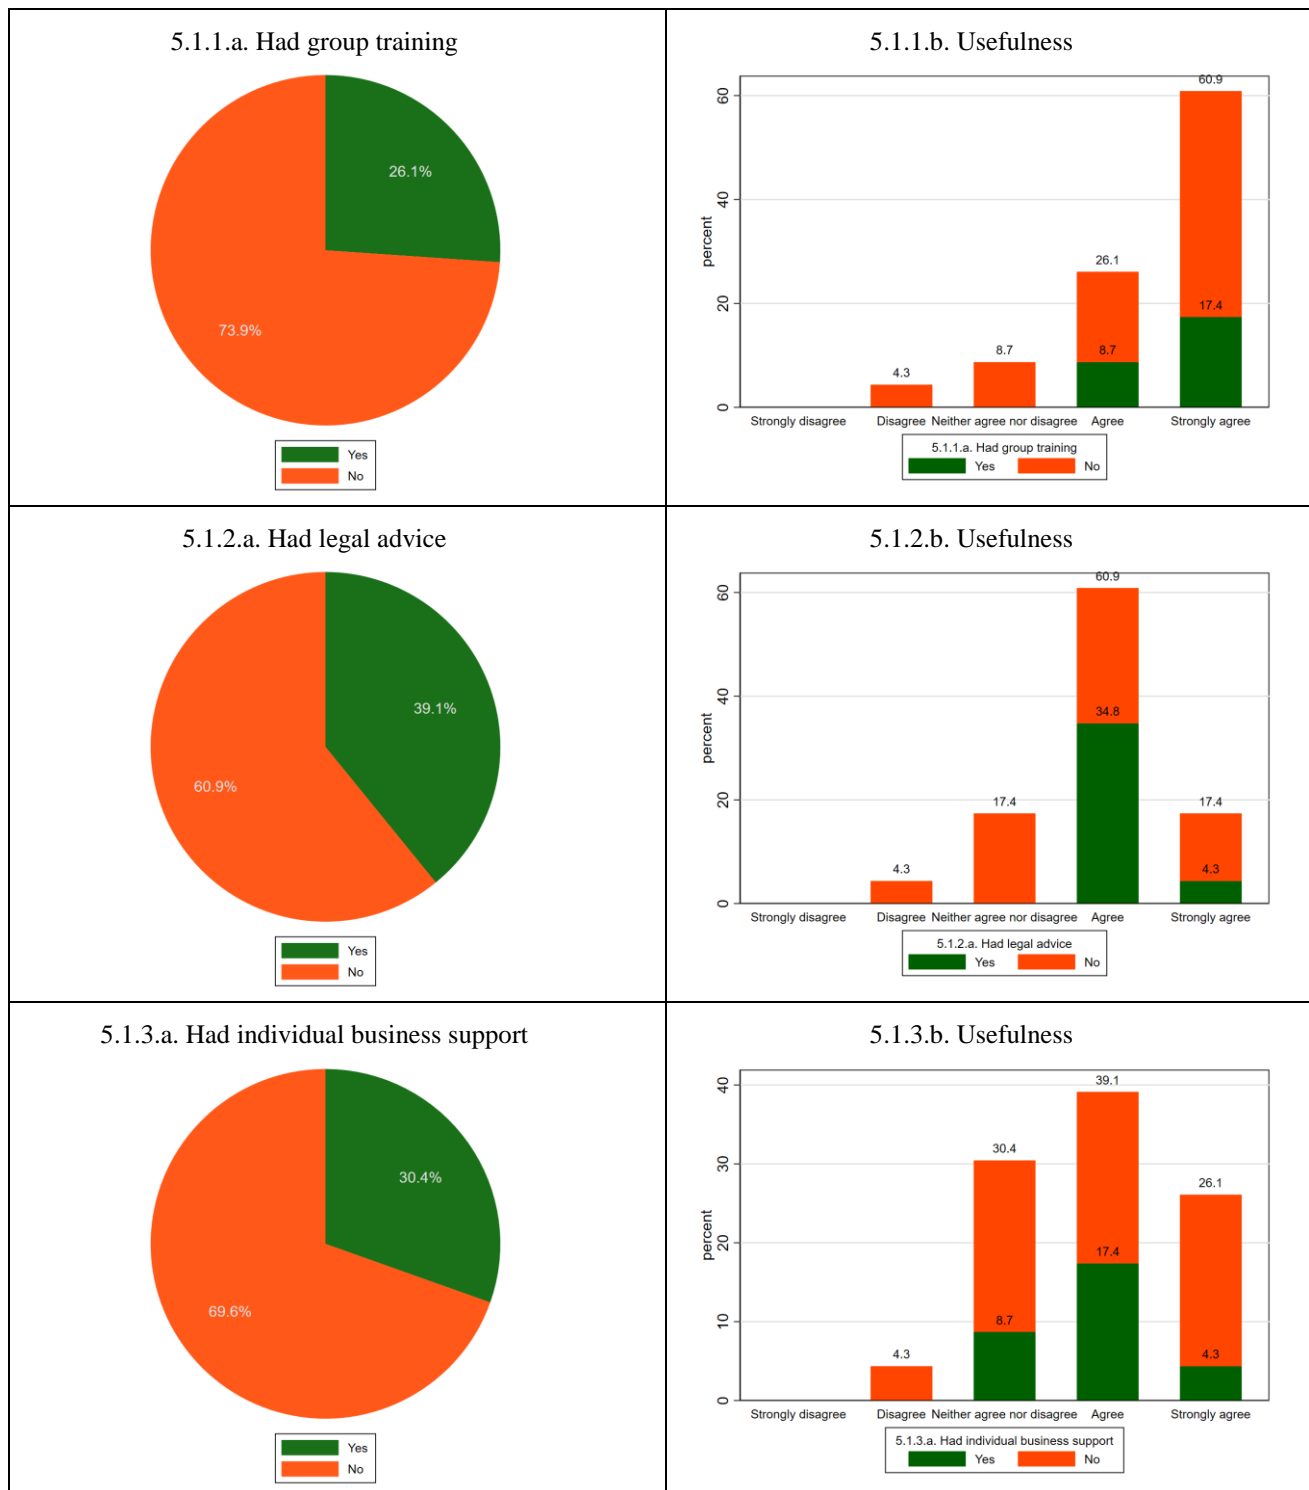 5.1.1.a. Had group training
26.1%
73.9%
Yes
No
5.1.1.b. Usefulness
percent
60
40
20
0
4.3
8.7
26.1
8.7
60.9
17.4
Strongly disagree Disagree Neither agree nor disagree Agree Strongly agree
5.1.1.a. Had group training
Yes No
5.1.2.a. Had legal advice
39.1%
60.9%
Yes
No
5.1.2.b. Usefulness
percent
60
40
20
0
4.3
17.4
60.9
34.8
17.4
4.3
Strongly disagree Disagree Neither agree nor disagree Agree Strongly agree
5.1.2.a. Had legal advice
Yes No
5.1.3.a. Had individual business support
30.4%
69.6%
Yes
No
5.1.3.b. Usefulness
percent
40
30
20
10
0
4.3
30.4
8.7
39.1
17.4
26.1
4.3
Strongly disagree Disagree Neither agree nor disagree Agree Strongly agree
5.1.3.a. Had individual business support
Yes No